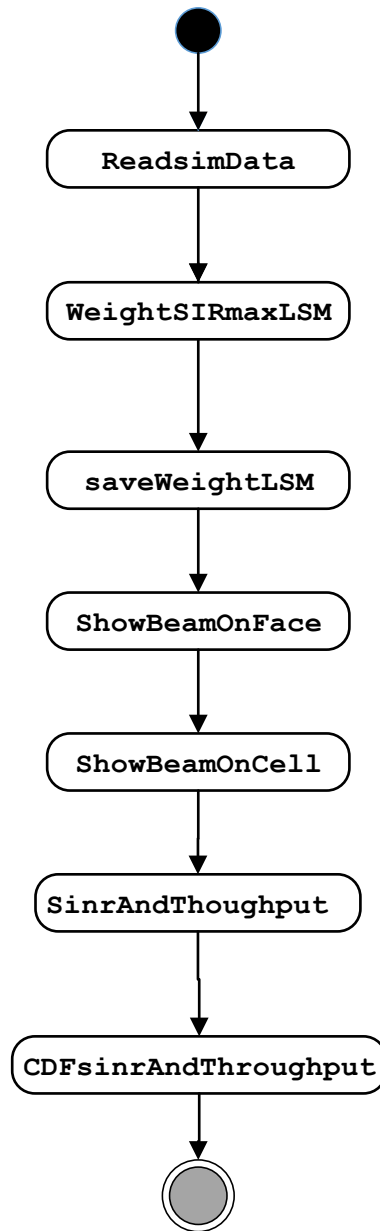 ReadsimData
WeightSIRmaxLSM
saveWeightLSM
ShowBeamOnFace
ShowBeamOnCell
SinrAndThoughput
CDFsinrAndThroughput